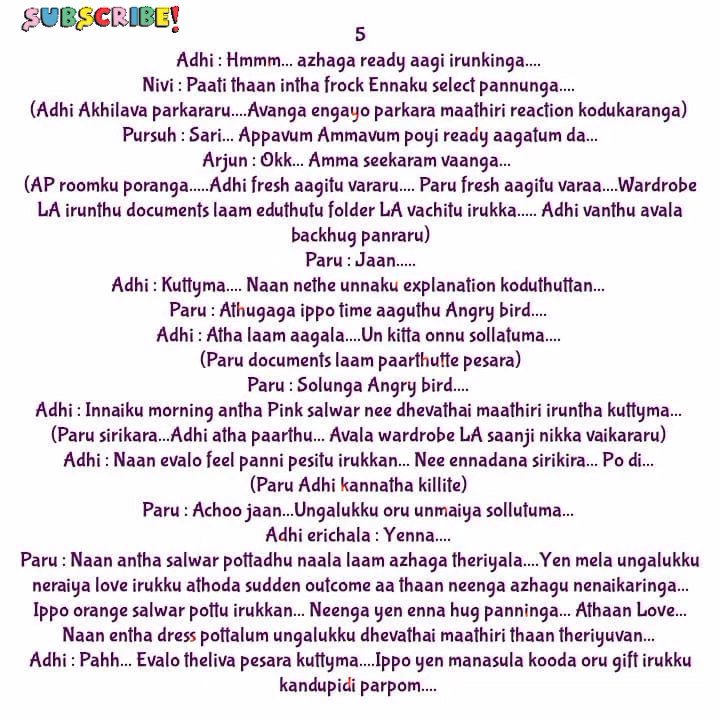 SUBSCRIBE!
5
Adhi : Hmmm... azhaga ready aagi irunkinga....
Nivi : Paati thaan intha frock Ennaku select pannunga....
(Adhi Akhilava parkararu....Avanga engayo parkara maathiri reaction kodukaranga)
Pursuh : Sari... Appavum Ammavum poyi ready aagatum da...
Arjun : Okk... Amma seekaram vaanga...
(AP roomku poranga.....Adhi fresh aagitu vararu.... Paru fresh aagitu varaa....Wardrobe
LA irunthu documents laam eduthutu folder LA vachitu irukka..... Adhi vanthu avala
backhug panraru)
Paru : Jaan.....
Adhi : Kuttyma.... Naan nethe unnaku explanation koduthuttan...
Paru : Athugaga ippo time aaguthu Angry bird....
Adhi : Atha laam aagala....Un kitta onnu sollatuma....
(Paru documents laam paarthutte pesara)
Paru : Solunga Angry bird....
Adhi : Innaiku morning antha Pink salwar nee dhevathai maathiri iruntha kuttyma...
(Paru sirikara...Adhi atha paarthu... Avala wardrobe LA saanji nikka vaikararu)
Adhi : Naan evalo feel panni pesitu irukkan... Nee ennadana sirikira... Po di...
(Paru Adhi kannatha killite)
Paru : Achoo jaan...Ungalukku oru unmaiya sollutuma...
Adhi erichala : Yenna....
Paru : Naan antha salwar pottadhu naala laam azhaga theriyala....Yen mela ungalukku
neraiya love irukku athoda sudden outcome aa thaan neenga azhagu nenaikaringa...
Ippo orange salwar pottu irukkan... Neenga yen enna hug panninga... Athaan Love...
Naan entha dress pottalum ungalukku dhevathai maathiri thaan theriyuvan...
Adhi : Pahh... Evalo theliva pesara kuttyma....Ippo yen manasula kooda oru gift irukku
kandupidi parpom....